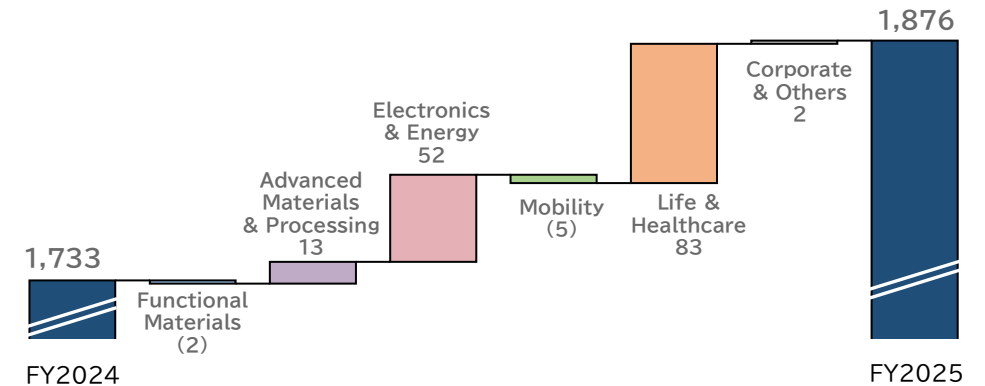 1,876
Corporate
& Others
2
Electronics
& Energy
52
Advanced
Materials
& Processing
13
Mobility
(5)
Life &
Healthcare
83
1,733
Functional
Materials
(2)
FY2024
FY2025